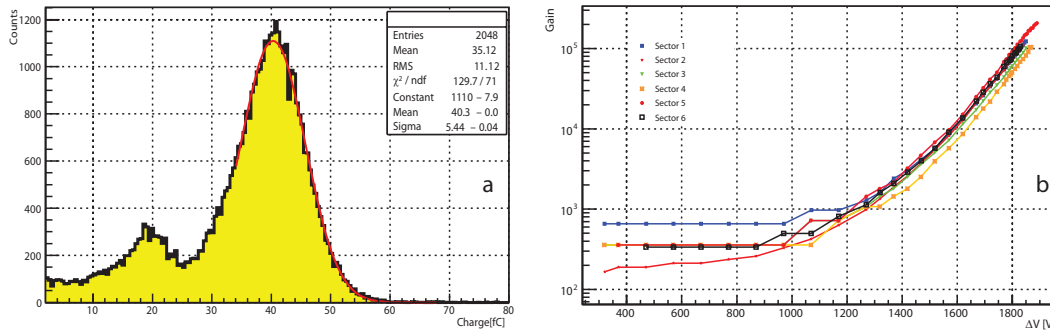 Counts
1200
1000
800
600
400
200
0
10
20
30
40
50
60
70
80
Charge[fC]
Entries 2048
Mean 35.12
RMS 11.12
χ² / ndf 129.7 / 71
Constant 1110 – 7.9
Mean 40.3 – 0.0
Sigma 5.44 – 0.04
a
Gain
10⁵
10⁴
10³
10²
400
600
800
1000
1200
1400
1600
1800
ΔV [V
Sector 1
Sector 2
Sector 3
Sector 4
Sector 5
Sector 6
b